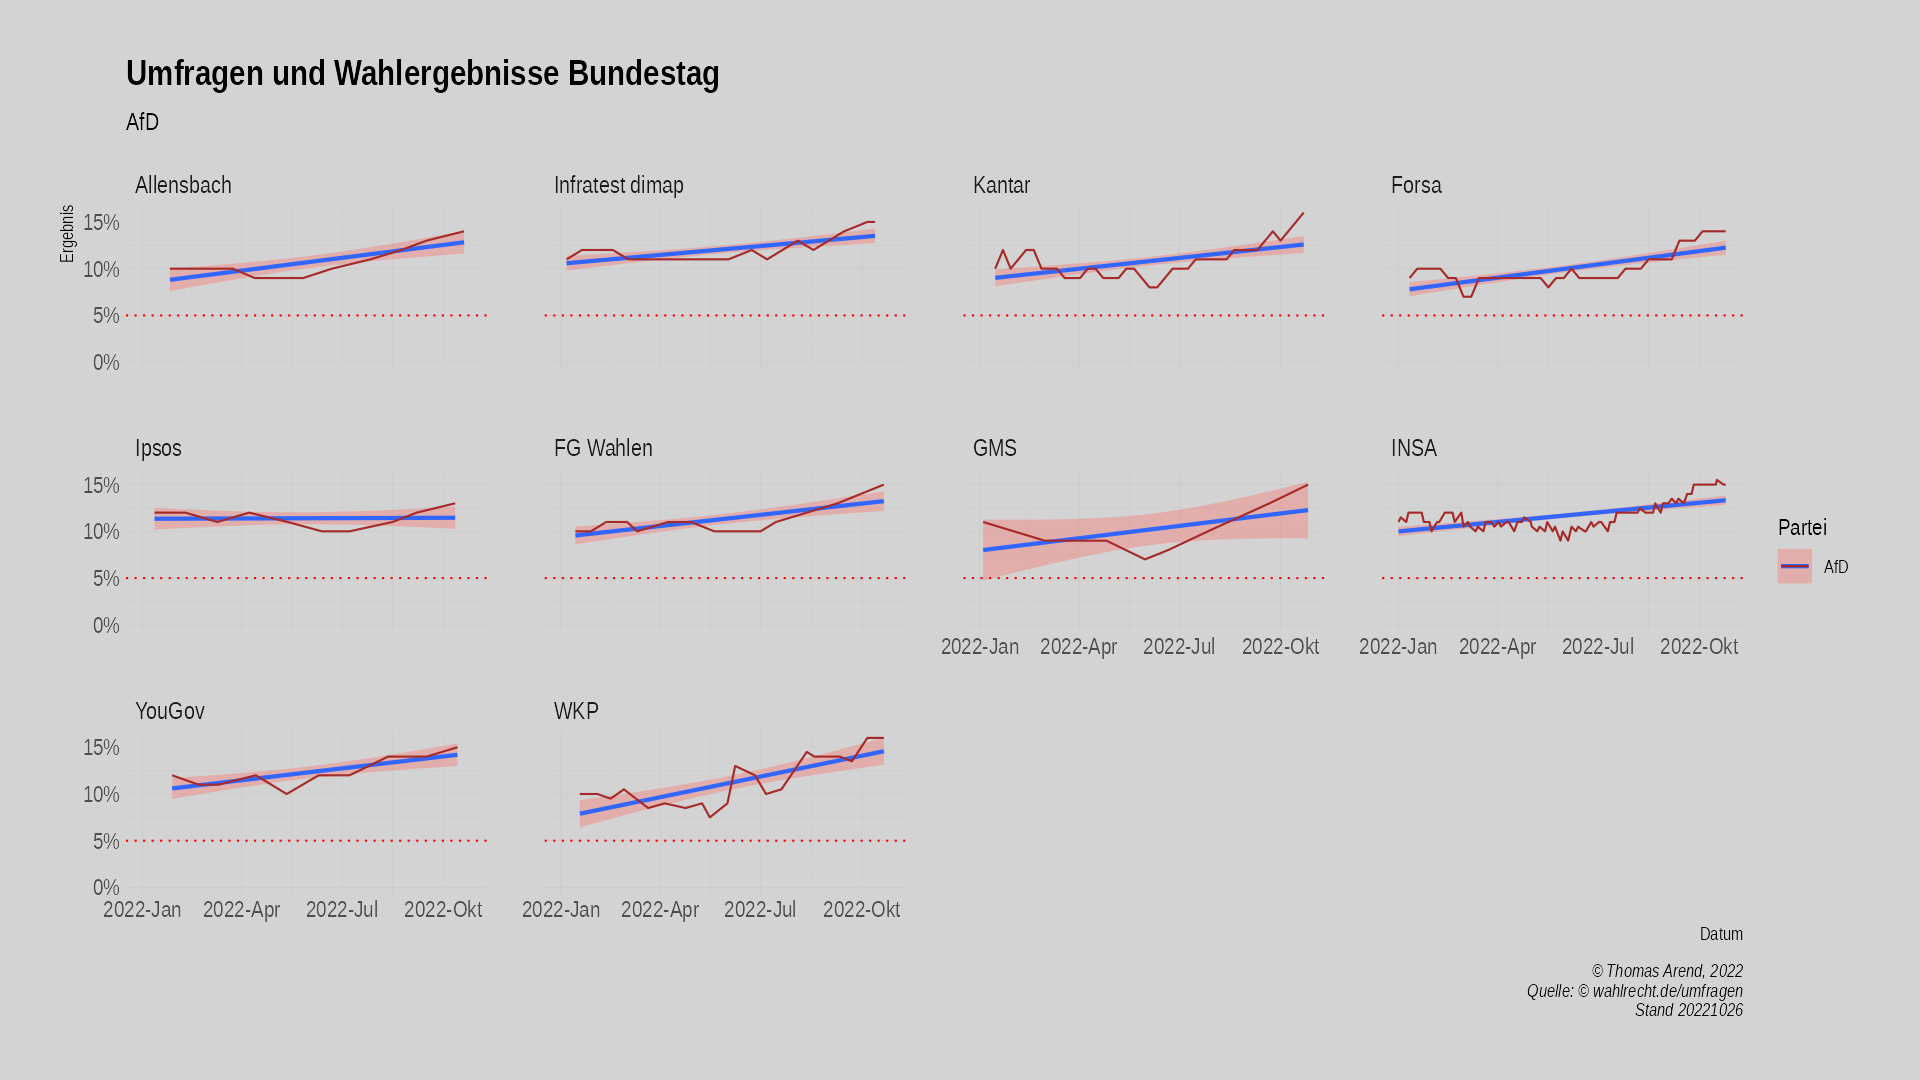 Umfragen und Wahlergebnisse Bundestag
AfD
Allensbach
Infratest dimap
Kantar
Forsa
Ergebnis
15%
10%
5%
0%
Ipsos
FG Wahlen
GMS
INSA
15%
10%
5%
0%
2022-Jan 2022-Apr 2022-Jul 2022-Okt
2022-Jan 2022-Apr 2022-Jul 2022-Okt
Partei
AfD
YouGov
WKP
15%
10%
5%
0%
2022-Jan 2022-Apr 2022-Jul 2022-Okt
2022-Jan 2022-Apr 2022-Jul 2022-Okt
Datum
© Thomas Arend, 2022
Quelle: © wahlrecht.de/umfragen
Stand 20221026